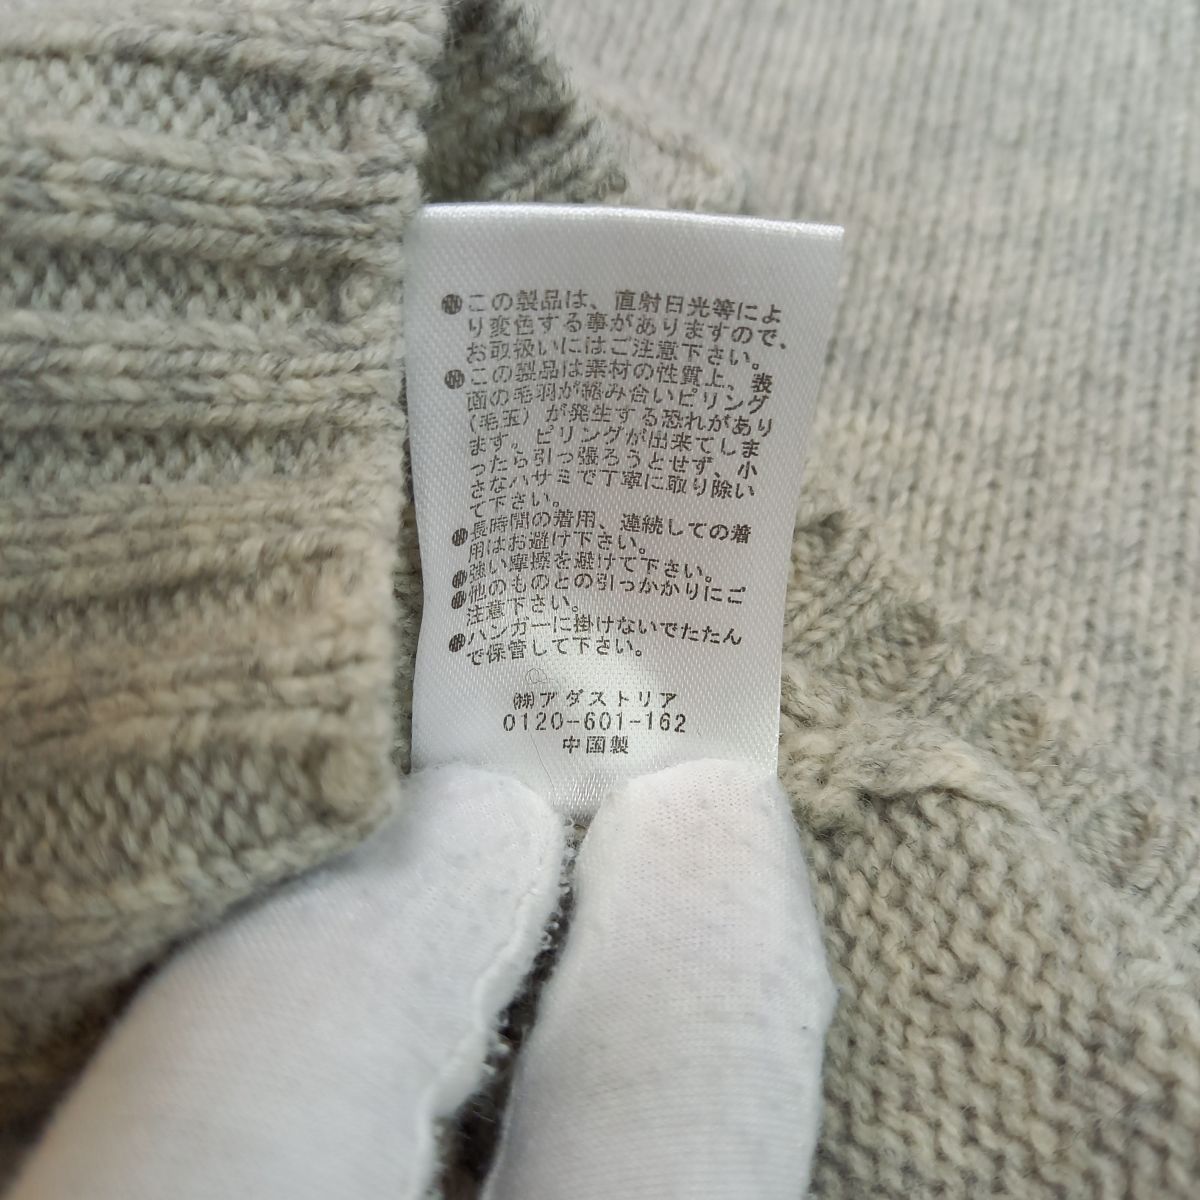 ●この製品は、直射日光等によ
り変色する事がありますので、
お取扱いにはご注意下さい。
●この製品は素材の性質上、表
面の毛羽が絡み合いピリング
(毛玉)が発生する恐れがあり
ます。ピリングが出来てしま
ったら引っ張ろうとせず、小
さなハサミで丁寧に取り除い
て下さい。
●長時間の着用、連続しての着
用はお避け下さい。
●強い摩擦を避けて下さい。
●他のものとの引っかかりにご
注意下さい。
●ハンガーに掛けないでたたん
で保管して下さい。
㈱アダストリア
0120-601-162
中国製